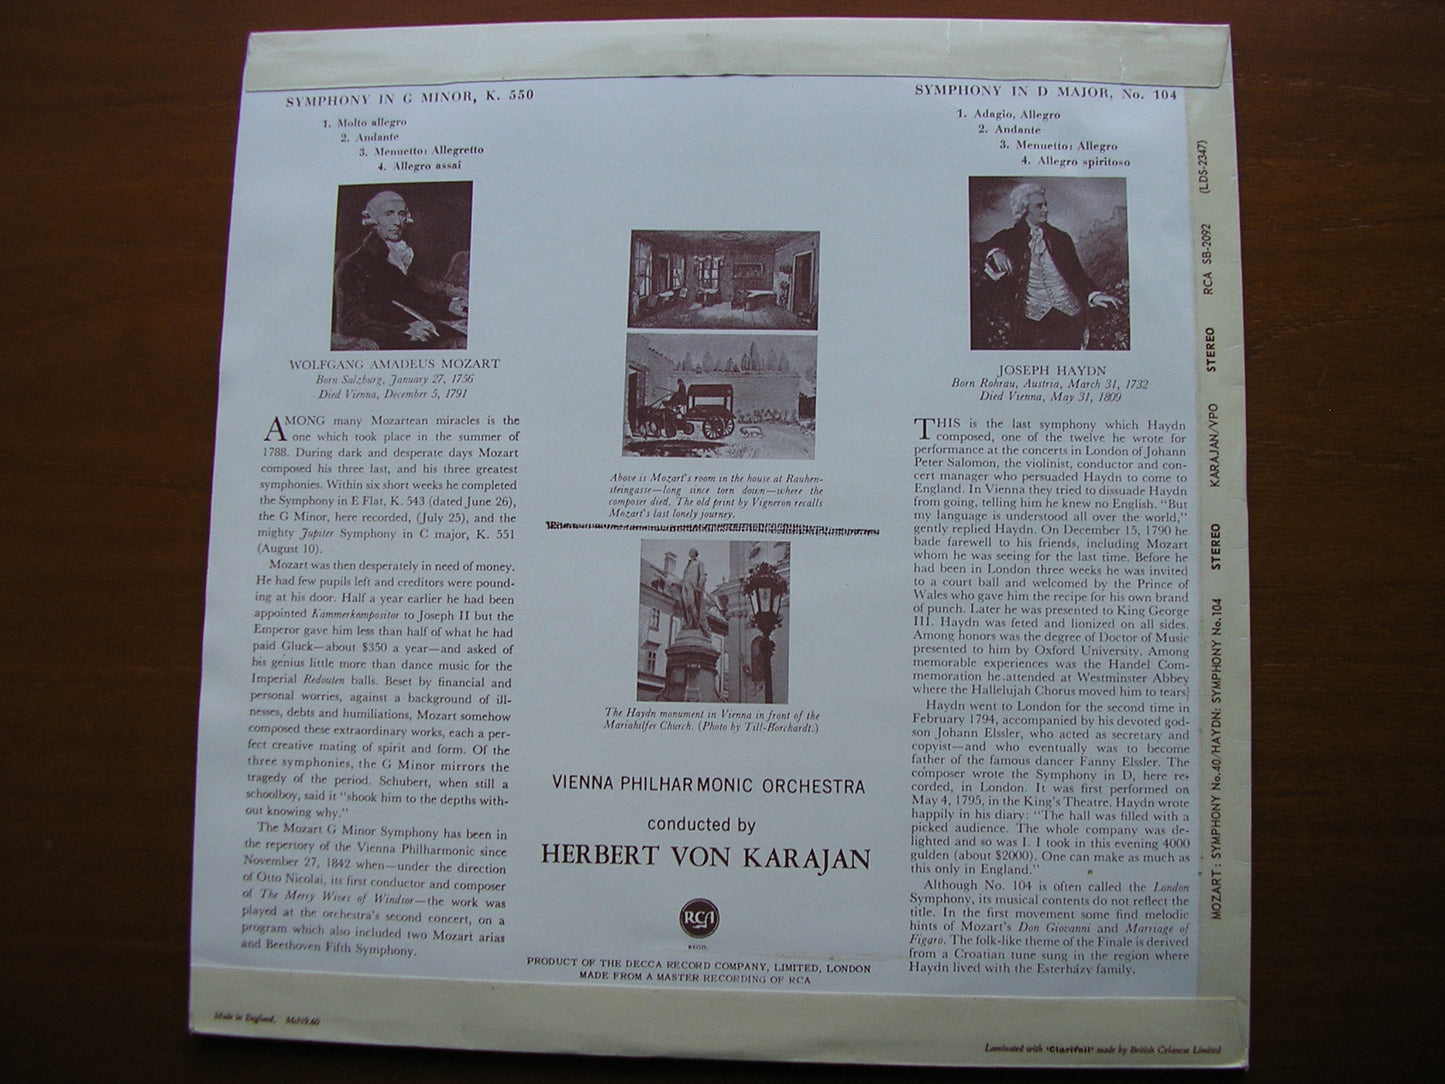 SYMPHONY IN G MINOR, K. 550
1. Molto allegro
2. Andante
3. Menuetto: Allegretto
4. Allegro assai
WOLFGANG AMADEUS MOZART
Born Salzburg, January 27, 1756
Died Vienna, December 5, 1791
AMONG many Mozartean miracles is the
one which took place in the summer of
1788. During dark and desperate days Mozart
composed his three last, and his three greatest
symphonies. Within six short weeks he completed
the Symphony in E Flat, K. 543 (dated June 26),
the G Minor, here recorded, (July 25), and the
mighty Jupiter Symphony in C major, K. 551
(August 10).
Mozart was then desperately in need of money.
He had few pupils left and creditors were pound-
ing at his door. Half a year earlier he had been
appointed Kammerkompositor to Joseph II but the
Emperor gave him less than half of what he had
paid Gluck—about $350 a year—and asked of
his genius little more than dance music for the
Imperial Redouten balls. Beset by financial and
personal worries, against a background of ill-
nesses, debts and humiliations, Mozart somehow
composed these extraordinary works, each a per-
fect creative mating of spirit and form. Of the
three symphonies, the G Minor mirrors the
tragedy of the period. Schubert, when still a
schoolboy, said it "shook him to the depths with-
out knowing why."
The Mozart G Minor Symphony has been in
the repertory of the Vienna Philharmonic since
November 27, 1842 when—under the direction
of Otto Nicolai, its first conductor and composer
of The Merry Wives of Windsor—the work was
played at the orchestra's second concert, on a
program which also included two Mozart arias
and Beethoven Fifth Symphony.
Above is Mozart's room in the house at Rauhen-
steingasse—long since torn down—where the
composer died. The old print by Vigneron recalls
Mozart's last lonely journey.
The Haydn monument in Vienna in front of the
Mariahilfer Church. (Photo by Till-Borchardt.)
VIENNA PHILHARMONIC ORCHESTRA
conducted by
HERBERT VON KARAJAN
RCA
REGD.
PRODUCT OF THE DECCA RECORD COMPANY, LIMITED, LONDON
MADE FROM A MASTER RECORDING OF RCA
SYMPHONY IN D MAJOR, No. 104
1. Adagio, Allegro
2. Andante
3. Menuetto: Allegro
4. Allegro spiritoso
JOSEPH HAYDN
Born Rohrau, Austria, March 31, 1732
Died Vienna, May 31, 1809
THIS is the last symphony which Haydn
composed, one of the twelve he wrote for
performance at the concerts in London of Johann
Peter Salomon, the violinist, conductor and con-
cert manager who persuaded Haydn to come to
England. In Vienna they tried to dissuade Haydn
from going, telling him he knew no English. "But
my language is understood all over the world,"
gently replied Haydn. On December 15, 1790 he
bade farewell to his friends, including Mozart
whom he was seeing for the last time. Before he
had been in London three weeks he was invited
to a court ball and welcomed by the Prince of
Wales who gave him the recipe for his own brand
of punch. Later he was presented to King George
III. Haydn was feted and lionized on all sides.
Among honors was the degree of Doctor of Music
presented to him by Oxford University. Among
memorable experiences was the Handel Com-
memoration he attended at Westminster Abbey
where the Hallelujah Chorus moved him to tears
Haydn went to London for the second time in
February 1794, accompanied by his devoted god-
son Johann Elssler, who acted as secretary and
copyist—and who eventually was to become
father of the famous dancer Fanny Elssler. The
composer wrote the Symphony in D, here re-
corded, in London. It was first performed on
May 4, 1795, in the King's Theatre. Haydn wrote
happily in his diary: "The hall was filled with a
picked audience. The whole company was de-
lighted and so was I. I took in this evening 4000
gulden (about $2000). One can make as much as
this only in England."
Although No. 104 is often called the London
Symphony, its musical contents do not reflect the
title. In the first movement some find melodic
hints of Mozart's Don Giovanni and Marriage of
Figaro. The folk-like theme of the Finale is derived
from a Croatian tune sung in the region where
Haydn lived with the Esterházy family.
MOZART : SYMPHONY No.40/HAYDN: SYMPHONY No.104 STEREO KARAJAN/VPO STEREO RCA SB-2092 (LDS-2347)
Made in England. McN9.60
Laminated with 'Clarifoil' made by British Celanese Limited